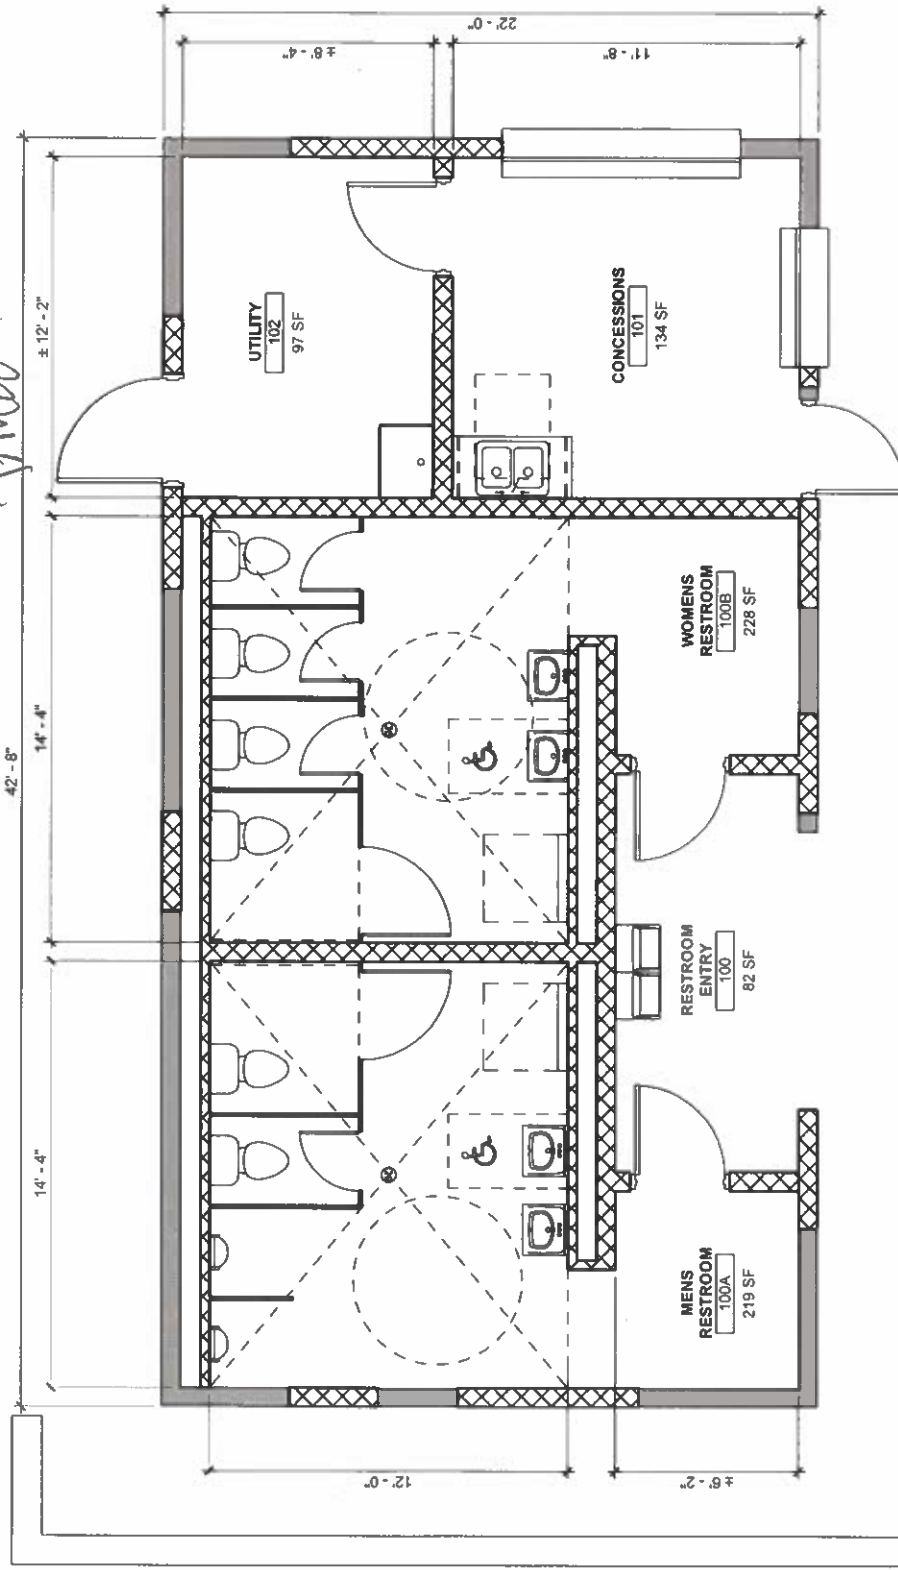 42' - 8"
14' - 4"
14' - 4"
± 12' - 2"
22' - 0"
± 8' - 4"
11' - 8"
12' - 0"
± 6' - 2"
UTILITY
102
97 SF
CONCESSIONS
101
134 SF
WOMENS
RESTROOM
100B
228 SF
RESTROOM
ENTRY
100
82 SF
MENS
RESTROOM
100A
219 SF